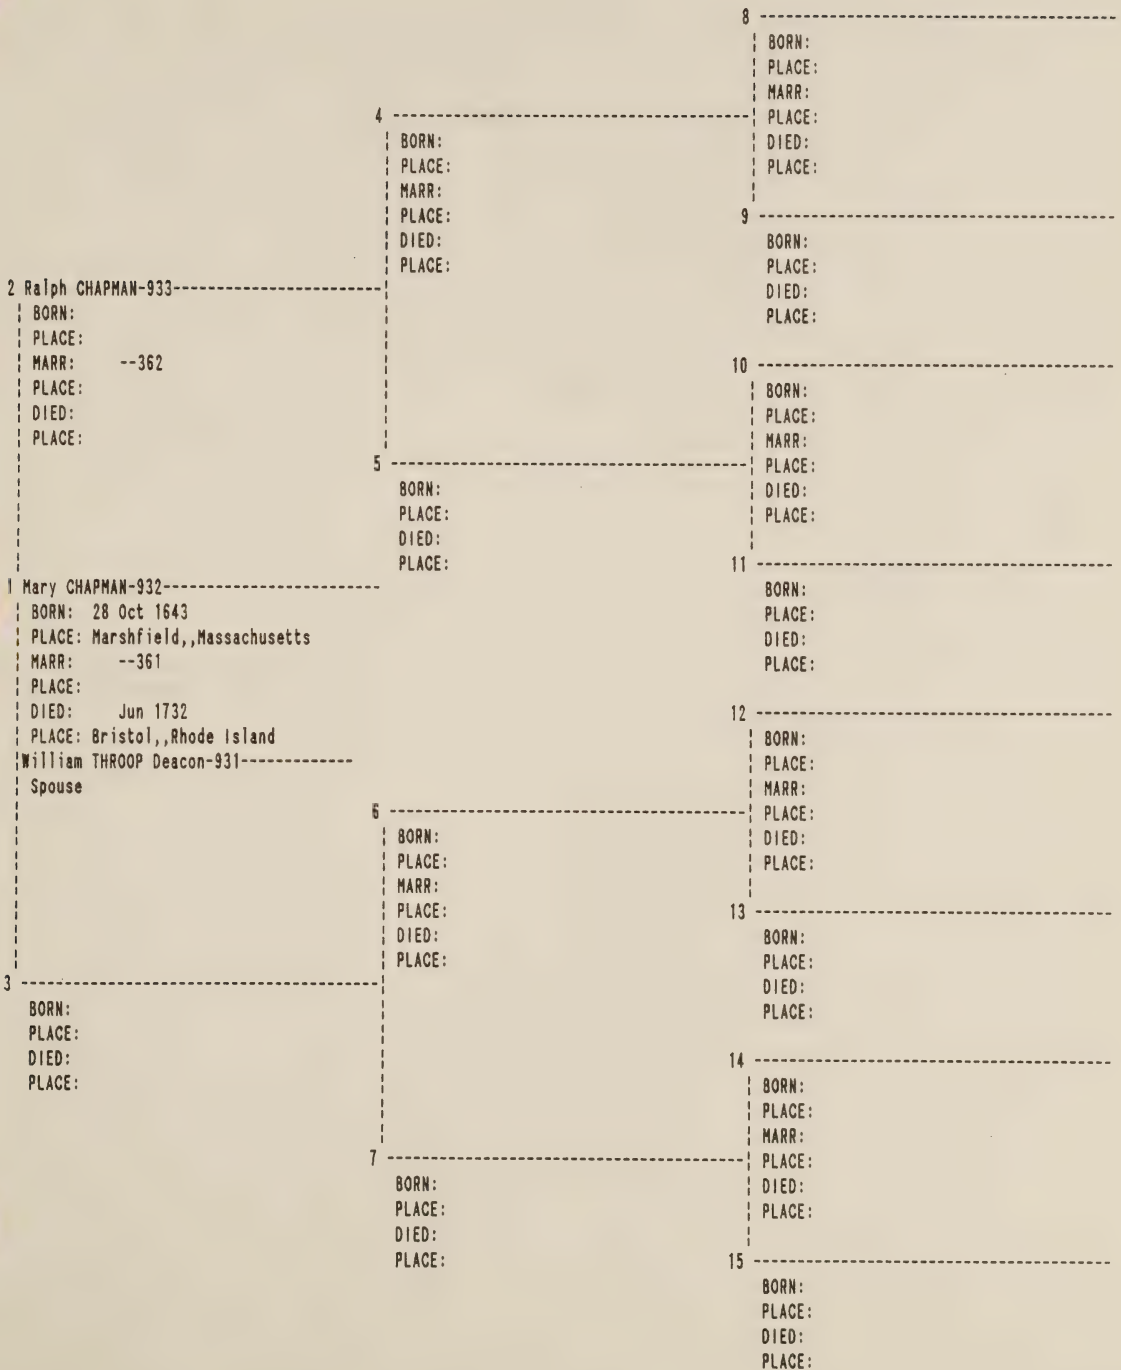 8 ----------------------------------------
BORN:
PLACE:
MARR:
PLACE:
DIED:
PLACE:
4 ----------------------------------------
BORN:
PLACE:
MARR:
PLACE:
DIED:
PLACE:
9 ----------------------------------------
BORN:
PLACE:
DIED:
PLACE:
2 Ralph CHAPMAN-933-----------------------
BORN:
PLACE:
MARR: --362
PLACE:
DIED:
PLACE:
10 ---------------------------------------
BORN:
PLACE:
MARR:
PLACE:
DIED:
PLACE:
5 ----------------------------------------
BORN:
PLACE:
DIED:
PLACE:
11 ---------------------------------------
BORN:
PLACE:
DIED:
PLACE:
1 Mary CHAPMAN-932------------------------
BORN: 28 Oct 1643
PLACE: Marshfield,,Massachusetts
MARR: --361
PLACE:
DIED: Jun 1732
PLACE: Bristol,,Rhode Island
William THROOP Deacon-931------------
Spouse
12 ---------------------------------------
BORN:
PLACE:
MARR:
PLACE:
DIED:
PLACE:
6 ----------------------------------------
BORN:
PLACE:
MARR:
PLACE:
DIED:
PLACE:
13 ---------------------------------------
BORN:
PLACE:
DIED:
PLACE:
3 ----------------------------------------
BORN:
PLACE:
DIED:
PLACE:
14 ---------------------------------------
BORN:
PLACE:
MARR:
PLACE:
DIED:
PLACE:
7 ----------------------------------------
BORN:
PLACE:
DIED:
PLACE:
15 ---------------------------------------
BORN:
PLACE:
DIED:
PLACE: